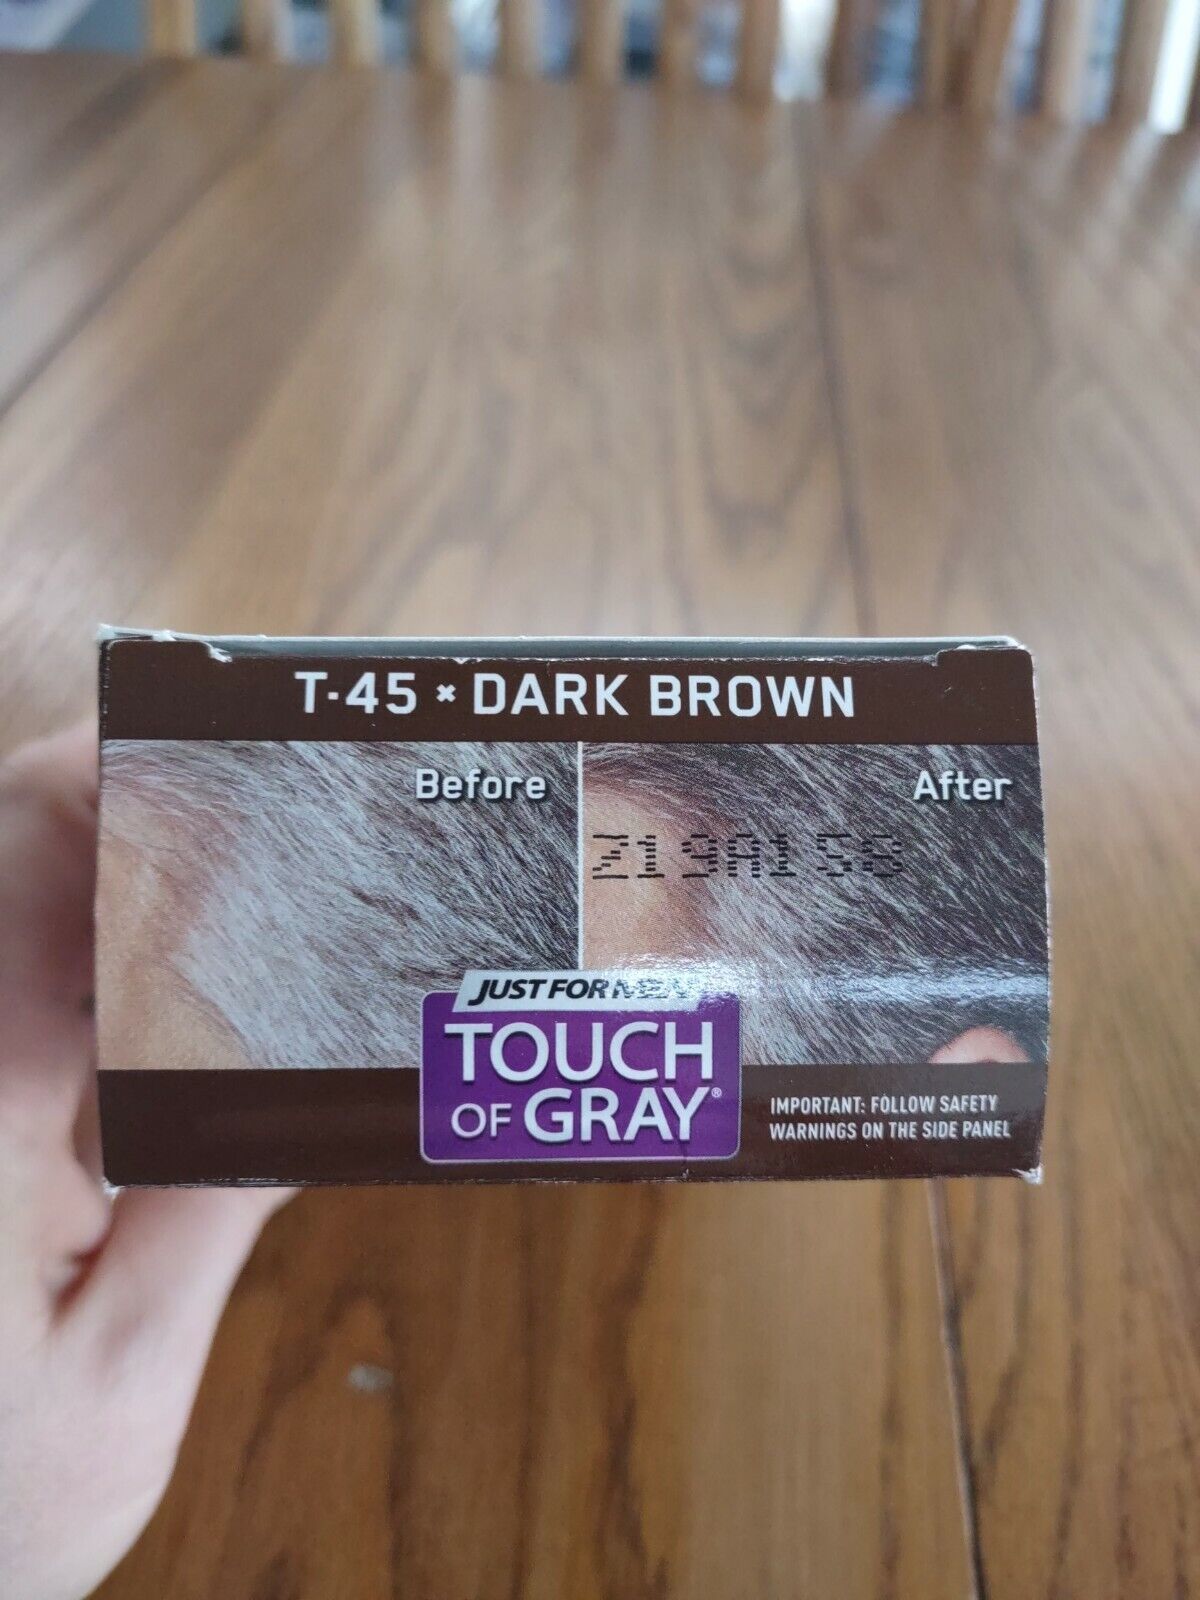 T-45 × DARK BROWN
Before
After
JUST FOR MEN
TOUCH
OF GRAY®
IMPORTANT: FOLLOW SAFETY
WARNINGS ON THE SIDE PANEL